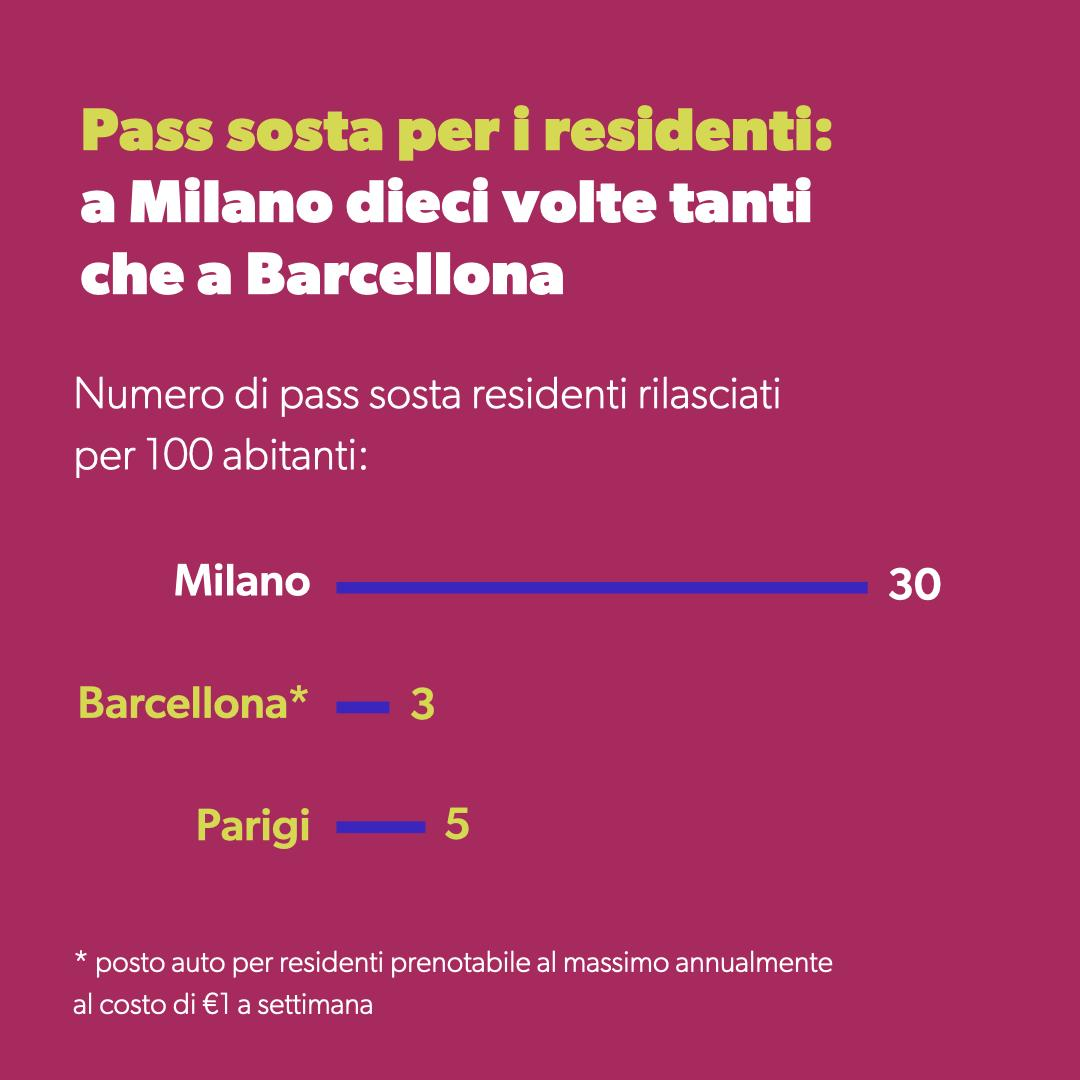 Pass sosta per i residenti:
a Milano dieci volte tanti
che a Barcellona
Numero di pass sosta residenti rilasciati
per 100 abitanti:
Milano 30
Barcellona* 3
Parigi 5
* posto auto per residenti prenotabile al massimo annualmente
al costo di €1 a settimana